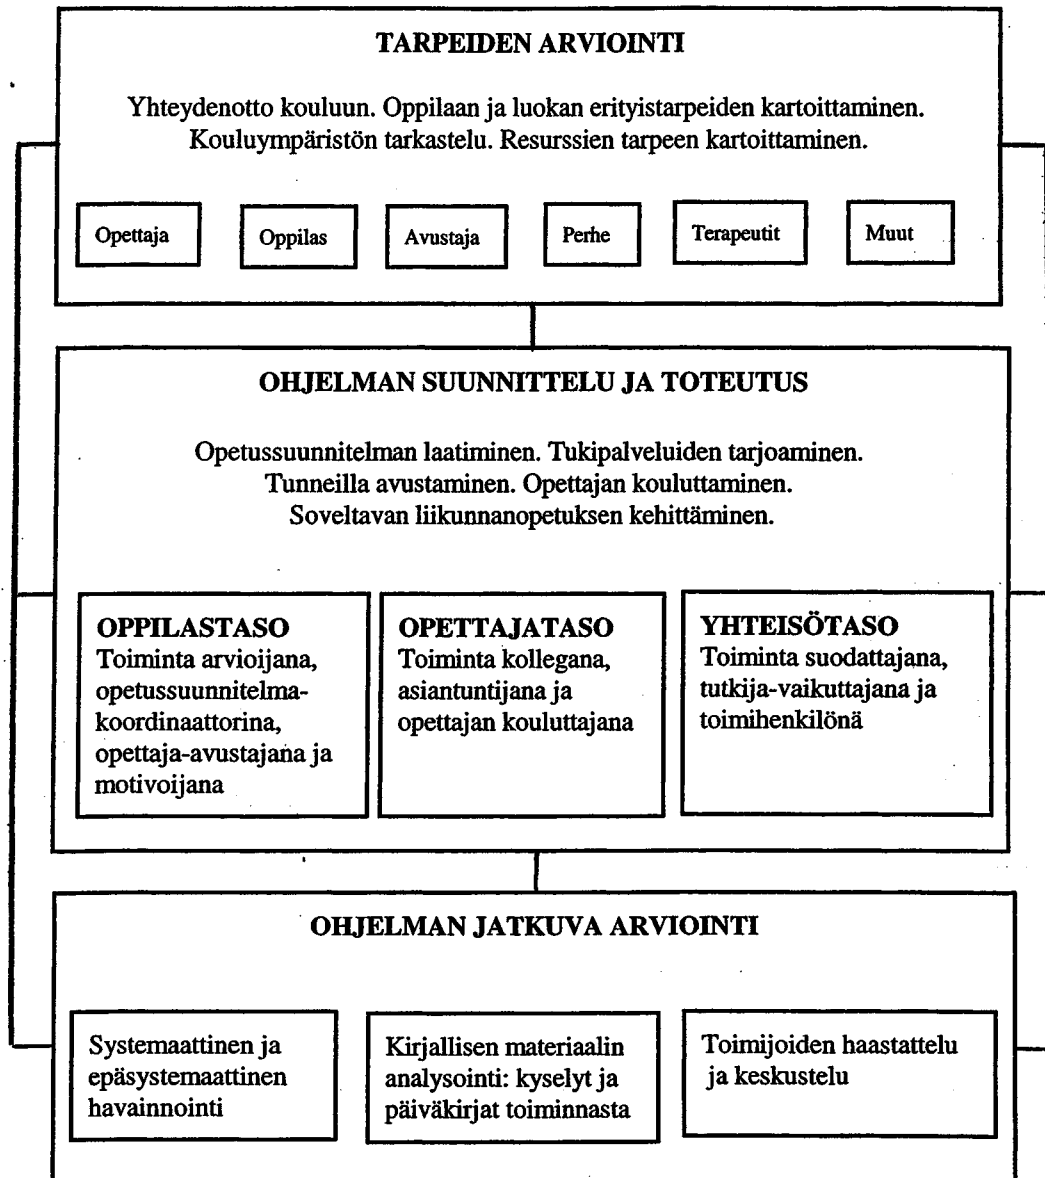 TARPEIDEN ARVIOINTI
Yhteydenotto kouluun. Oppilaan ja luokan erityistarpeiden kartoittaminen.
Kouluympäristön tarkastelu. Resurssien tarpeen kartoittaminen.
Opettaja
Oppilas
Avustaja
Perhe
Terapeutit
Muut
OHJELMAN SUUNNITTELU JA TOTEUTUS
Opetussuunnitelman laatiminen. Tukipalveluiden tarjoaminen.
Tunneilla avustaminen. Opettajan kouluttaminen.
Soveltavan liikunnanopetuksen kehittäminen.
OPPILASTASO
Toiminta arvioijana,
opetussuunnitelma-
koordinaattorina,
opettaja-avustajana ja
motivoijana
OPETTAJATASO
Toiminta kollegana,
asiantuntijana ja
opettajan kouluttajana
YHTEISÖTASO
Toiminta suodattajana,
tutkija-vaikuttajana ja
toimihenkilönä
OHJELMAN JATKUVA ARVIOINTI
Systemaattinen ja
epäsystemaattinen
havainnointi
Kirjallisen materiaalin
analysointi: kyselyt ja
päiväkirjat toiminnasta
Toimijoiden haastattelu
ja keskustelu